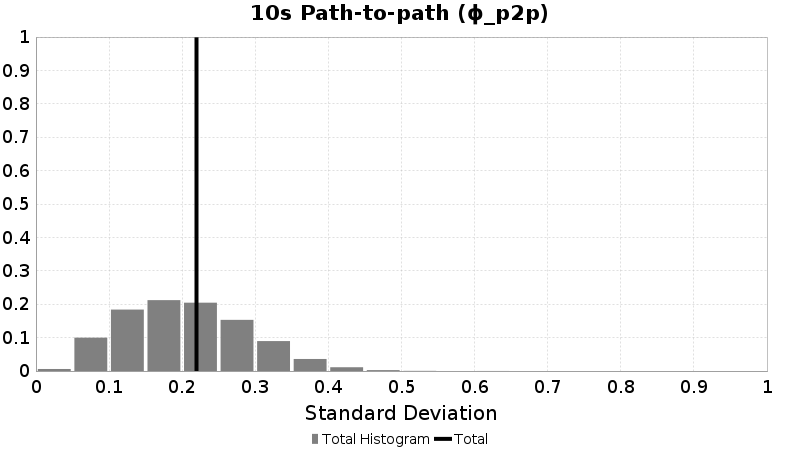 10s Path-to-path (ϕ_p2p)
1
0.9
0.8
0.7
0.6
0.5
0.4
0.3
0.2
0.1
0
0 0.1 0.2 0.3 0.4 0.5 0.6 0.7 0.8 0.9 1
Standard Deviation
Total Histogram Total